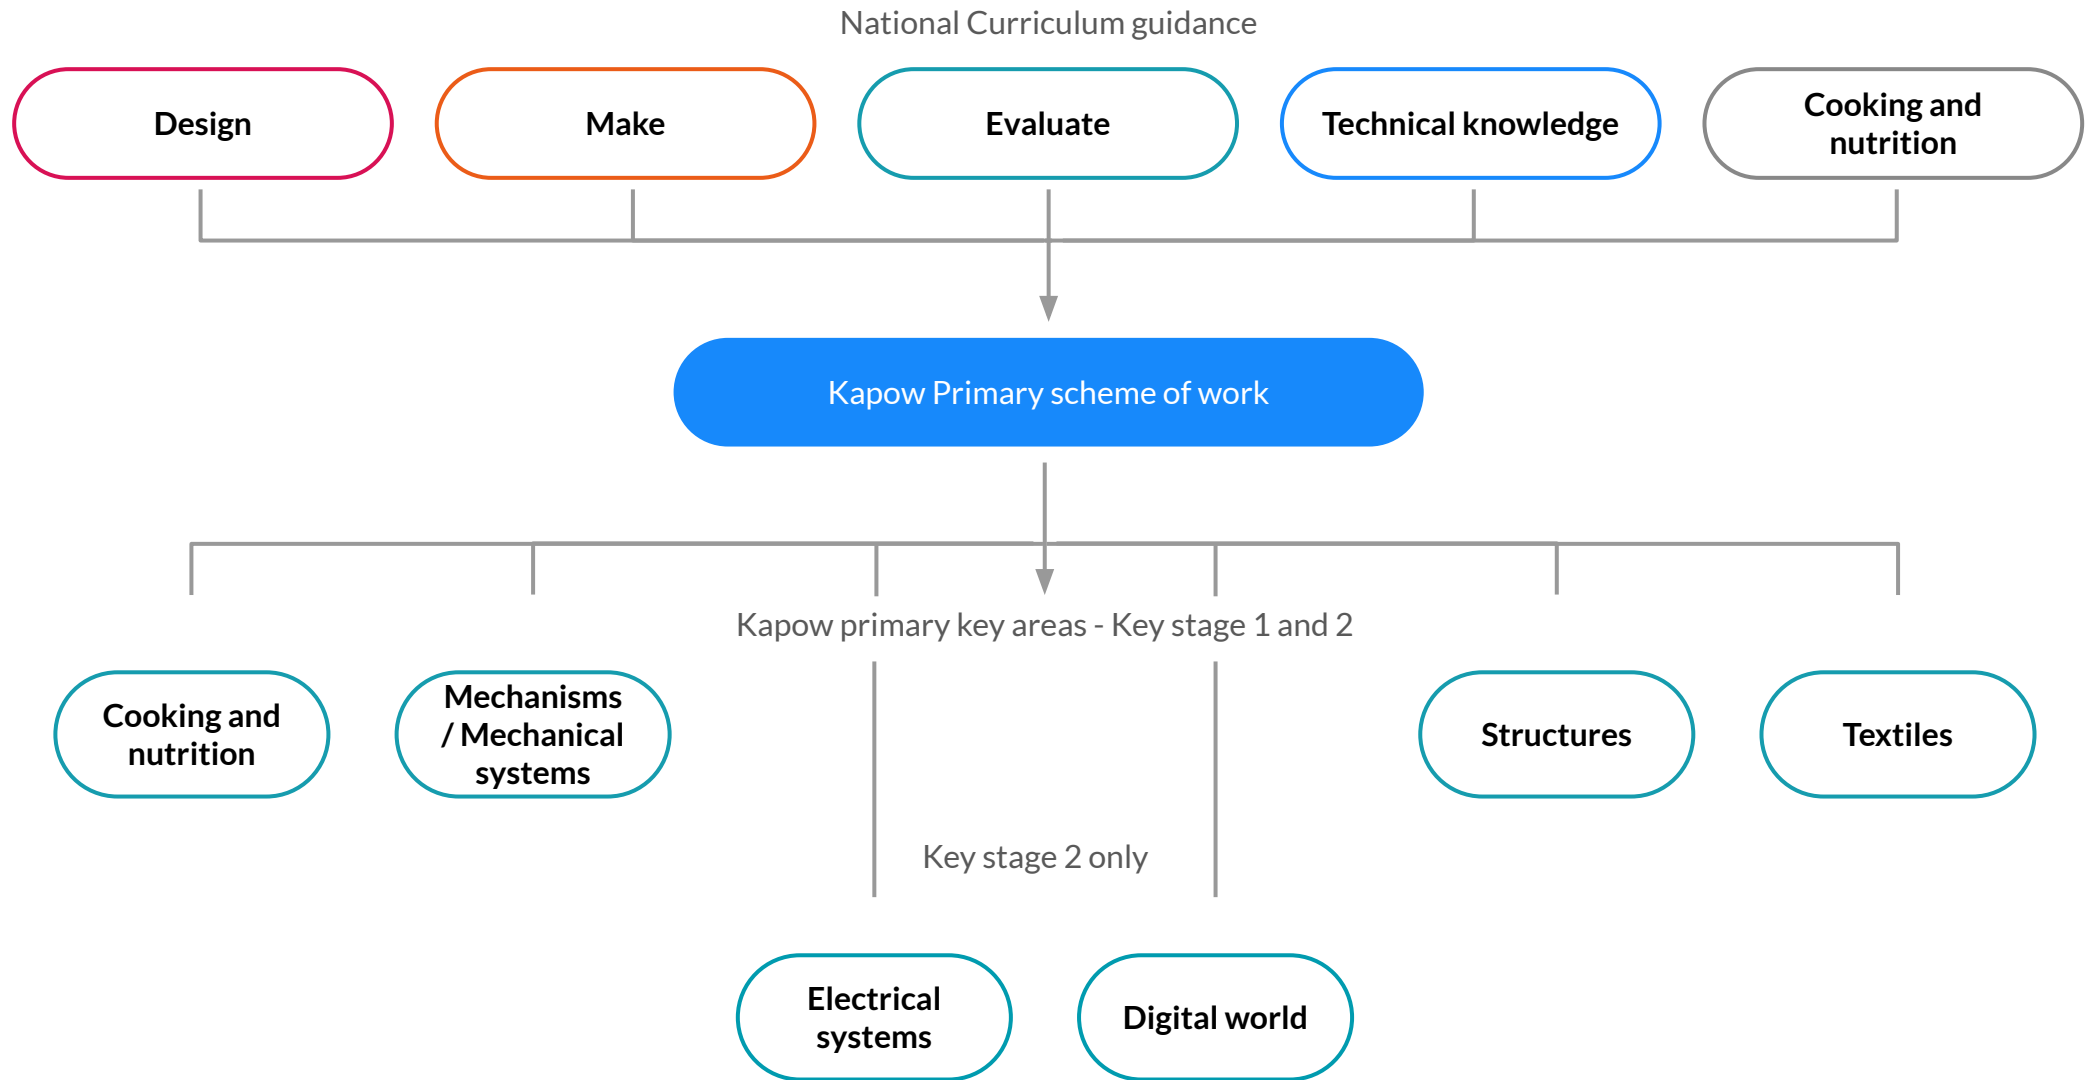 National Curriculum guidance
Design
Make
Evaluate
Technical knowledge
Cooking and
nutrition
Kapow Primary scheme of work
Kapow primary key areas - Key stage 1 and 2
Cooking and
nutrition
Mechanisms
/ Mechanical
systems
Structures
Textiles
Key stage 2 only
Electrical
systems
Digital world